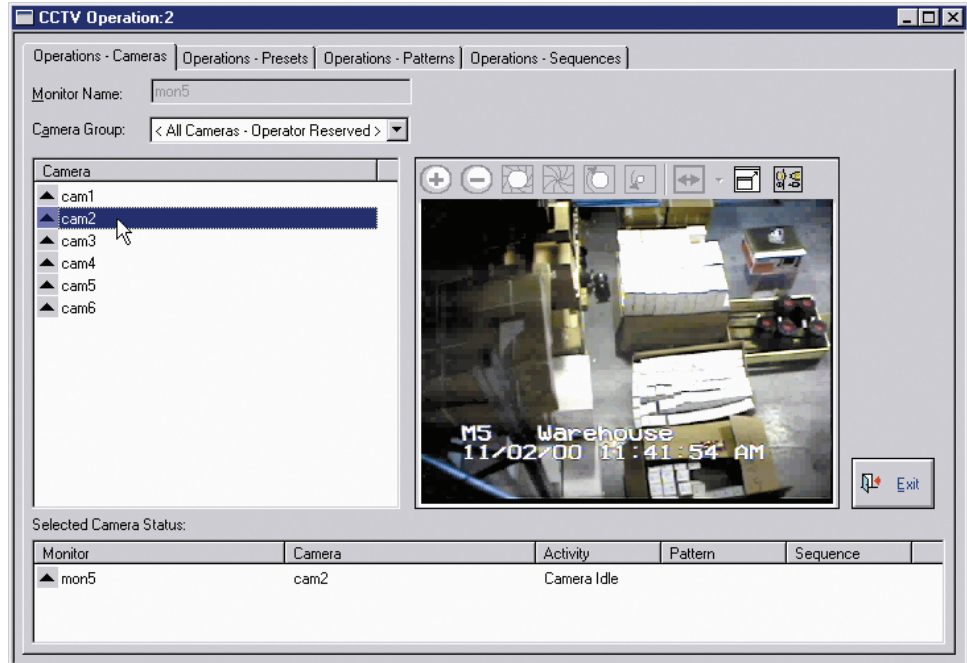 CCTV Operation:2
Operations - Cameras Operations - Presets Operations - Patterns Operations - Sequences
Monitor Name: mon5
Camera Group: < All Cameras - Operator Reserved >
Camera
cam1
cam2
cam3
cam4
cam5
cam6
M5 Warehouse
11/02/00 11:41:54 AM
Exit
Selected Camera Status:
Monitor Camera Activity Pattern Sequence
mon5 cam2 Camera Idle